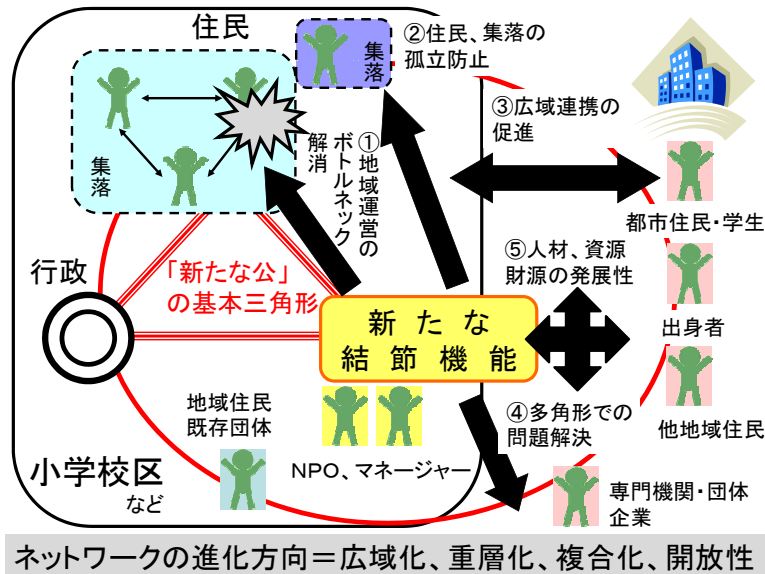 住民
集落
集落
②住民、集落の
孤立防止
③広域連携の
促進
①地域運営の
ボトルネック
解消
都市住民・学生
行政
「新たな公」
の基本三角形
⑤人材、資源
財源の発展性
新たな
結節機能
出身者
地域住民
既存団体
④多角形での
問題解決
他地域住民
小学校区
など
NPO、マネージャー
専門機関・団体
企業
ネットワークの進化方向＝広域化、重層化、複合化、開放性